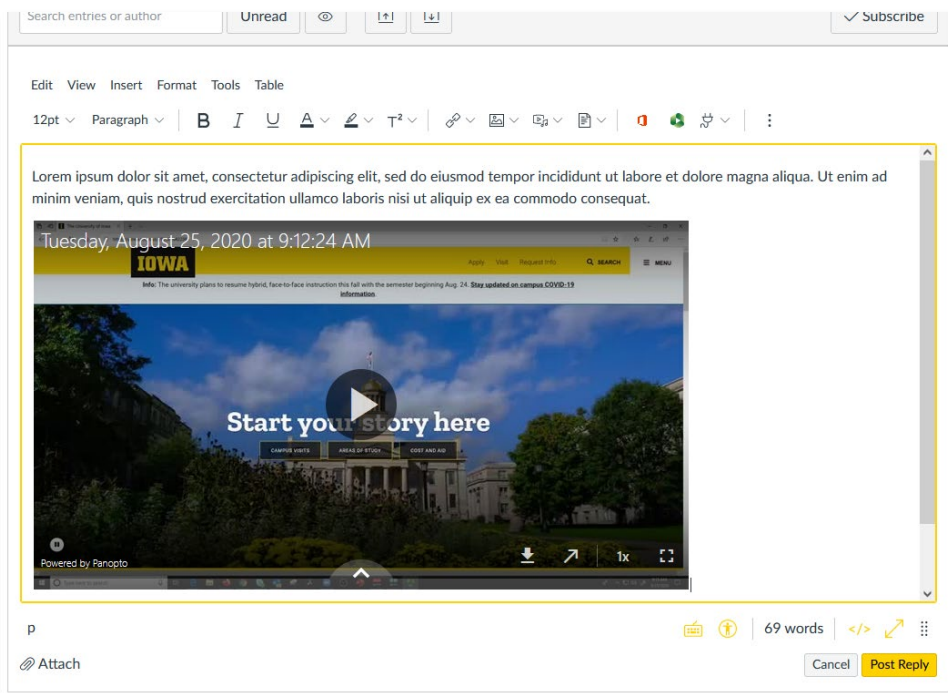 Search entries or author Unread Subscribe
Edit View Insert Format Tools Table
12pt Paragraph B I U A T²
Lorem ipsum dolor sit amet, consectetur adipiscing elit, sed do eiusmod tempor incididunt ut labore et dolore magna aliqua. Ut enim ad
minim veniam, quis nostrud exercitation ullamco laboris nisi ut aliquip ex ea commodo consequat.
Tuesday, August 25, 2020 at 9:12:24 AM
IOWA Apply Visit Request Info SEARCH MENU
Info: The university plans to resume hybrid, face-to-face instruction this fall with the semester beginning Aug. 24. Stay updated on campus COVID-19
information.
Start your story here
CAMPUS VISITS AREAS OF STUDY COST AND AID
Powered by Panopto 1x
p 69 words </>
Attach Cancel Post Reply